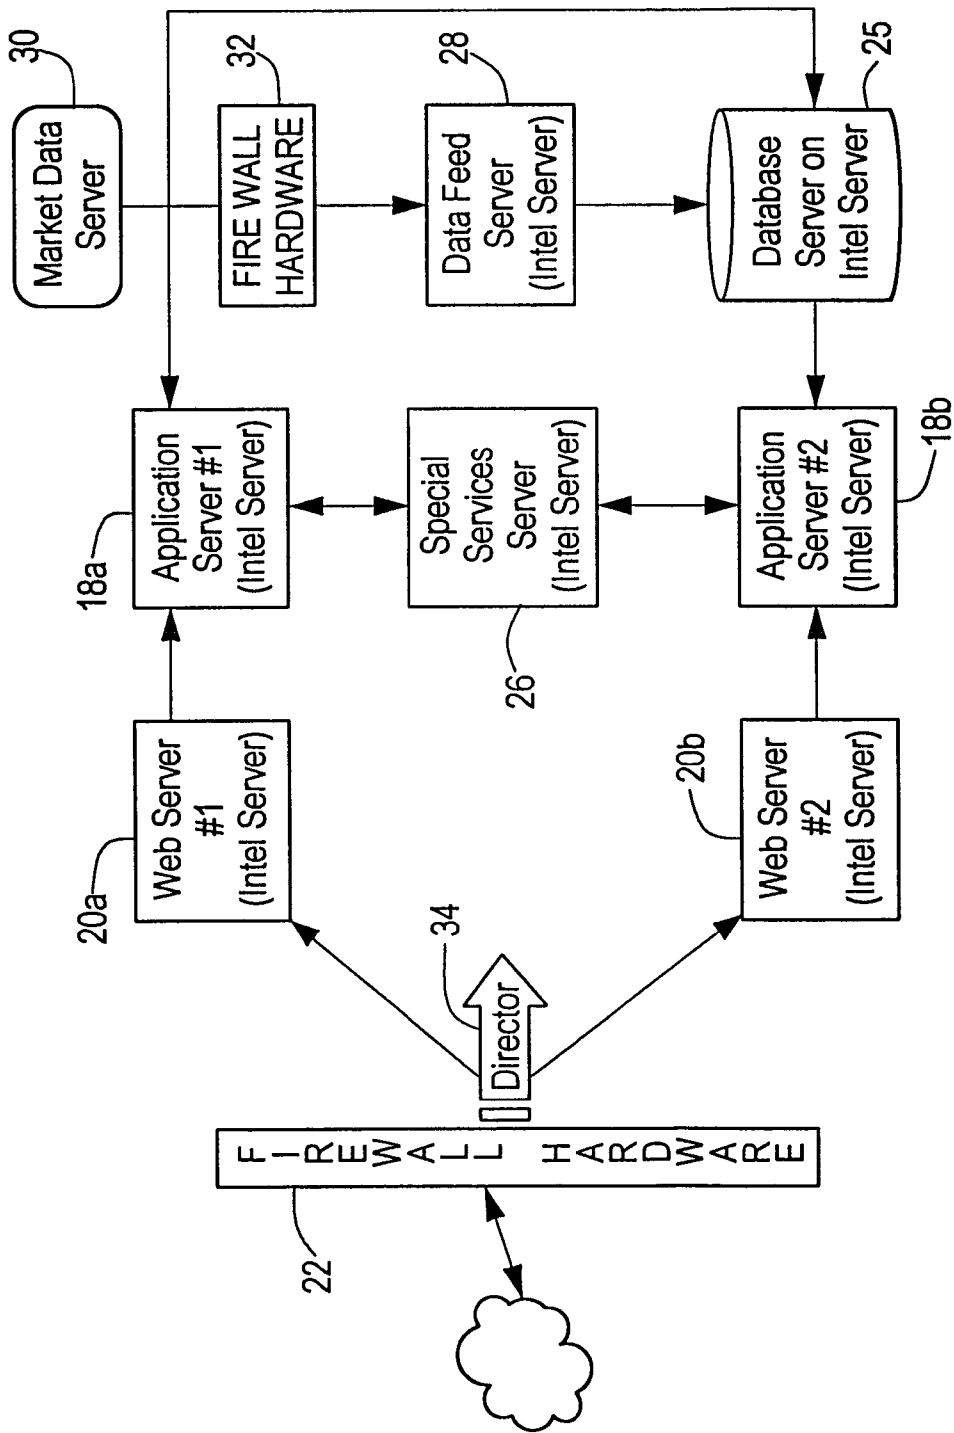 30
Market Data
Server
32
FIRE WALL
HARDWARE
28
Data Feed
Server
(Intel Server)
25
Database
Server on
Intel Server
18a
Application
Server #1
(Intel Server)
Special
Services
Server
(Intel Server)
26
Application
Server #2
(Intel Server)
18b
20a
Web Server
#1
(Intel Server)
20b
Web Server
#2
(Intel Server)
34
Director
FIREWALL HARDWARE
22